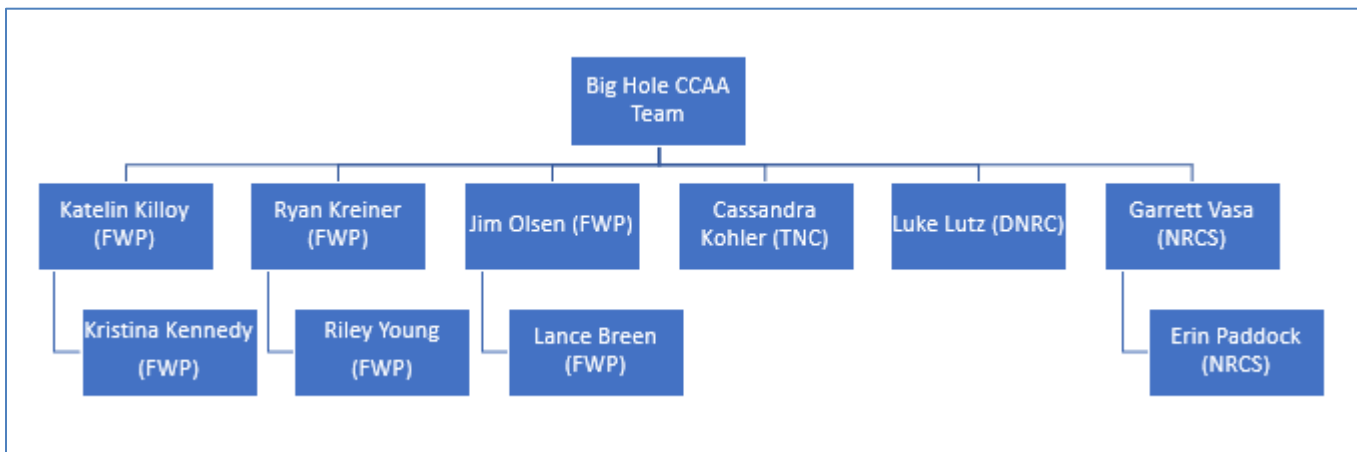 Big Hole CCAA
Team
Katelin Killoy
(FWP)
Ryan Kreiner
(FWP)
Jim Olsen (FWP)
Cassandra
Kohler (TNC)
Luke Lutz (DNRC)
Garrett Vasa
(NRCS)
Kristina Kennedy
(FWP)
Riley Young
(FWP)
Lance Breen
(FWP)
Erin Paddock
(NRCS)